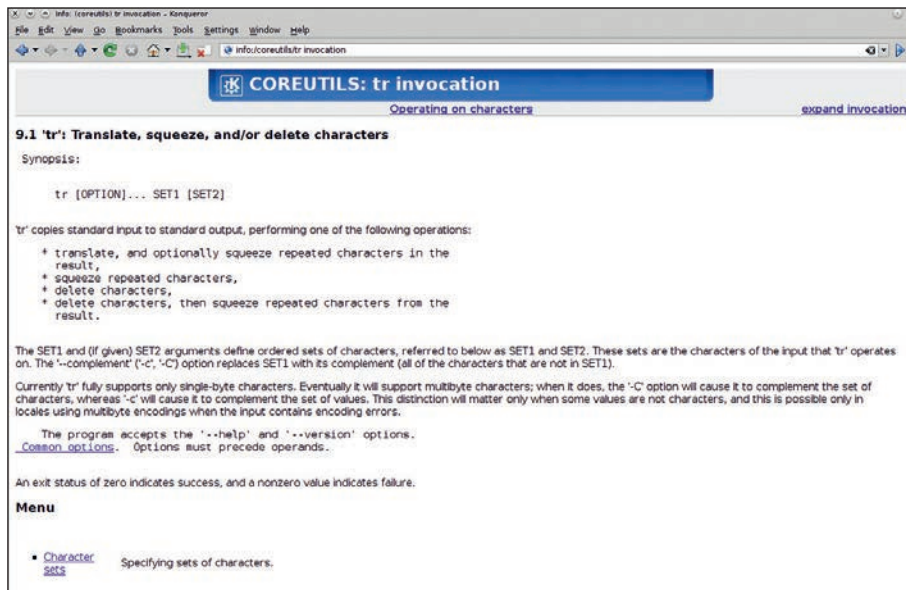 Info: (coreutils) tr invocation - Konqueror
File Edit View Go Bookmarks Tools Settings Window Help
info:/coreutils/tr invocation
COREUTILS: tr invocation
Operating on characters
expand invocation
9.1 'tr': Translate, squeeze, and/or delete characters
Synopsis:
tr [OPTION]... SET1 [SET2]
'tr' copies standard input to standard output, performing one of the following operations:
* translate, and optionally squeeze repeated characters in the
result,
* squeeze repeated characters,
* delete characters,
* delete characters, then squeeze repeated characters from the
result.
The SET1 and (if given) SET2 arguments define ordered sets of characters, referred to below as SET1 and SET2. These sets are the characters of the input that 'tr' operates
on. The '--complement' ('-c', '-C') option replaces SET1 with its complement (all of the characters that are not in SET1).
Currently 'tr' fully supports only single-byte characters. Eventually it will support multibyte characters; when it does, the '-C' option will cause it to complement the set of
characters, whereas '-c' will cause it to complement the set of values. This distinction will matter only when some values are not characters, and this is possible only in
locales using multibyte encodings when the input contains encoding errors.
The program accepts the '--help' and '--version' options.
Common options. Options must precede operands.
An exit status of zero indicates success, and a nonzero value indicates failure.
Menu
Character
sets
Specifying sets of characters.